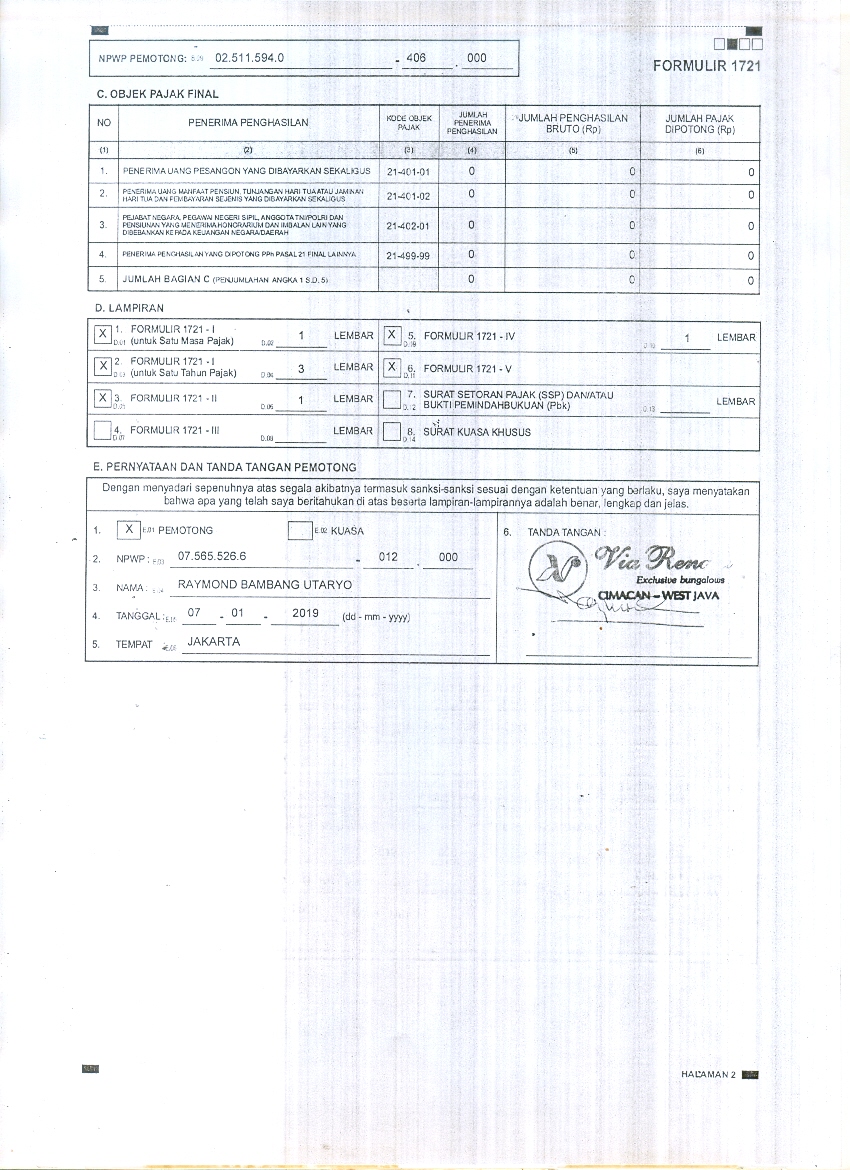 NPWP PEMOTONG: 02.511.594.0 - 406 . 000
FORMULIR 1721
C. OBJEK PAJAK FINAL
NO PENERIMA PENGHASILAN KODE OBJEK PAJAK JUMLAH PENERIMA PENGHASILAN JUMLAH PENGHASILAN BRUTO (Rp) JUMLAH PAJAK DIPOTONG (Rp)
(1) (2) (3) (4) (5) (6)
1. PENERIMA UANG PESANGON YANG DIBAYARKAN SEKALIGUS 21-401-01 0 0 0
2. PENERIMA UANG MANFAAT PENSIUN, TUNJANGAN HARI TUA ATAU JAMINAN
HARI TUA DAN PEMBAYARAN SEJENIS YANG DIBAYARKAN SEKALIGUS 21-401-02 0 0 0
3. PEJABAT NEGARA, PEGAWAI NEGERI SIPIL, ANGGOTA TNI/POLRI DAN
PENSIUNAN YANG MENERIMA HONORARIUM DAN IMBALAN LAIN YANG
DIBEBANKAN KEPADA KEUANGAN NEGARA/DAERAH 21-402-01 0 0 0
4. PENERIMA PENGHASILAN YANG DIPOTONG PPh PASAL 21 FINAL LAINNYA 21-499-99 0 0 0
5. JUMLAH BAGIAN C (PENJUMLAHAN ANGKA 1 S.D. 5) 0 0 0
D. LAMPIRAN
X 1. FORMULIR 1721 - I
D.01 (untuk Satu Masa Pajak) D.02 1 LEMBAR
X 5. FORMULIR 1721 - IV D.09 D.10 1 LEMBAR
X 2. FORMULIR 1721 - I
D.03 (untuk Satu Tahun Pajak) D.04 3 LEMBAR
X 6. FORMULIR 1721 - V D.11
X 3. FORMULIR 1721 - II D.06 1 LEMBAR
7. SURAT SETORAN PAJAK (SSP) DAN/ATAU
D.12 BUKTI PEMINDAHBUKUAN (Pbk) D.13 LEMBAR
4. FORMULIR 1721 - III D.07 D.08 LEMBAR
8. SURAT KUASA KHUSUS D.14
E. PERNYATAAN DAN TANDA TANGAN PEMOTONG
Dengan menyadari sepenuhnya atas segala akibatnya termasuk sanksi-sanksi sesuai dengan ketentuan yang berlaku, saya menyatakan
bahwa apa yang telah saya beritahukan di atas beserta lampiran-lampirannya adalah benar, lengkap dan jelas.
1. X E.01 PEMOTONG E.02 KUASA
2. NPWP : E.03 07.565.526.6 - 012 . 000
3. NAMA : RAYMOND BAMBANG UTARYO
4. TANGGAL : 07 - 01 - 2019 (dd - mm - yyyy)
5. TEMPAT JAKARTA
6. TANDA TANGAN :
Via Reno
Exclusive bungalows
CIMACAN - WEST JAVA
HALAMAN 2